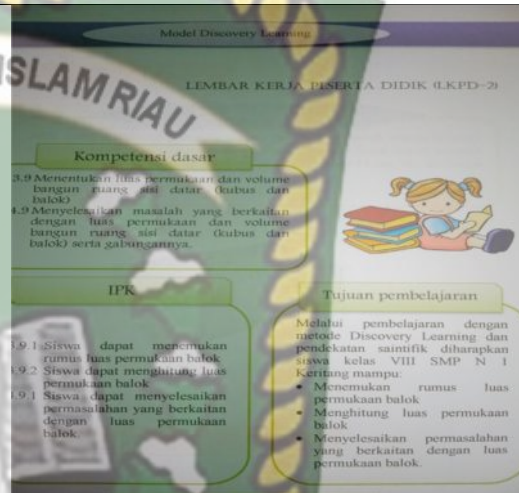 Model Discovery Learning
ISLAM RIAU
LEMBAR KERJA PESERTA DIDIK (LKPD-2)
Kompetensi dasar
3.9 Menentukan luas permukaan dan volume
bangun ruang sisi datar (kubus dan
balok)
4.9 Menyelesaikan masalah yang berkaitan
dengan luas permukaan dan volume
bangun ruang sisi datar (kubus dan
balok) serta gabungannya.
IPK
3.9.1 Siswa dapat menemukan
rumus luas permukaan balok
3.9.2 Siswa dapat menghitung luas
permukaan balok
4.9.1 Siswa dapat menyelesaikan
permasalahan yang berkaitan
dengan luas permukaan
balok.
Tujuan pembelajaran
Melalui pembelajaran dengan
metode Discovery Learning dan
pendekatan saintifik diharapkan
siswa kelas VIII SMP N 1
Keritang mampu:
• Menemukan rumus luas
permukaan balok
• Menghitung luas permukaan
balok
• Menyelesaikan permasalahan
yang berkaitan dengan luas
permukaan balok.